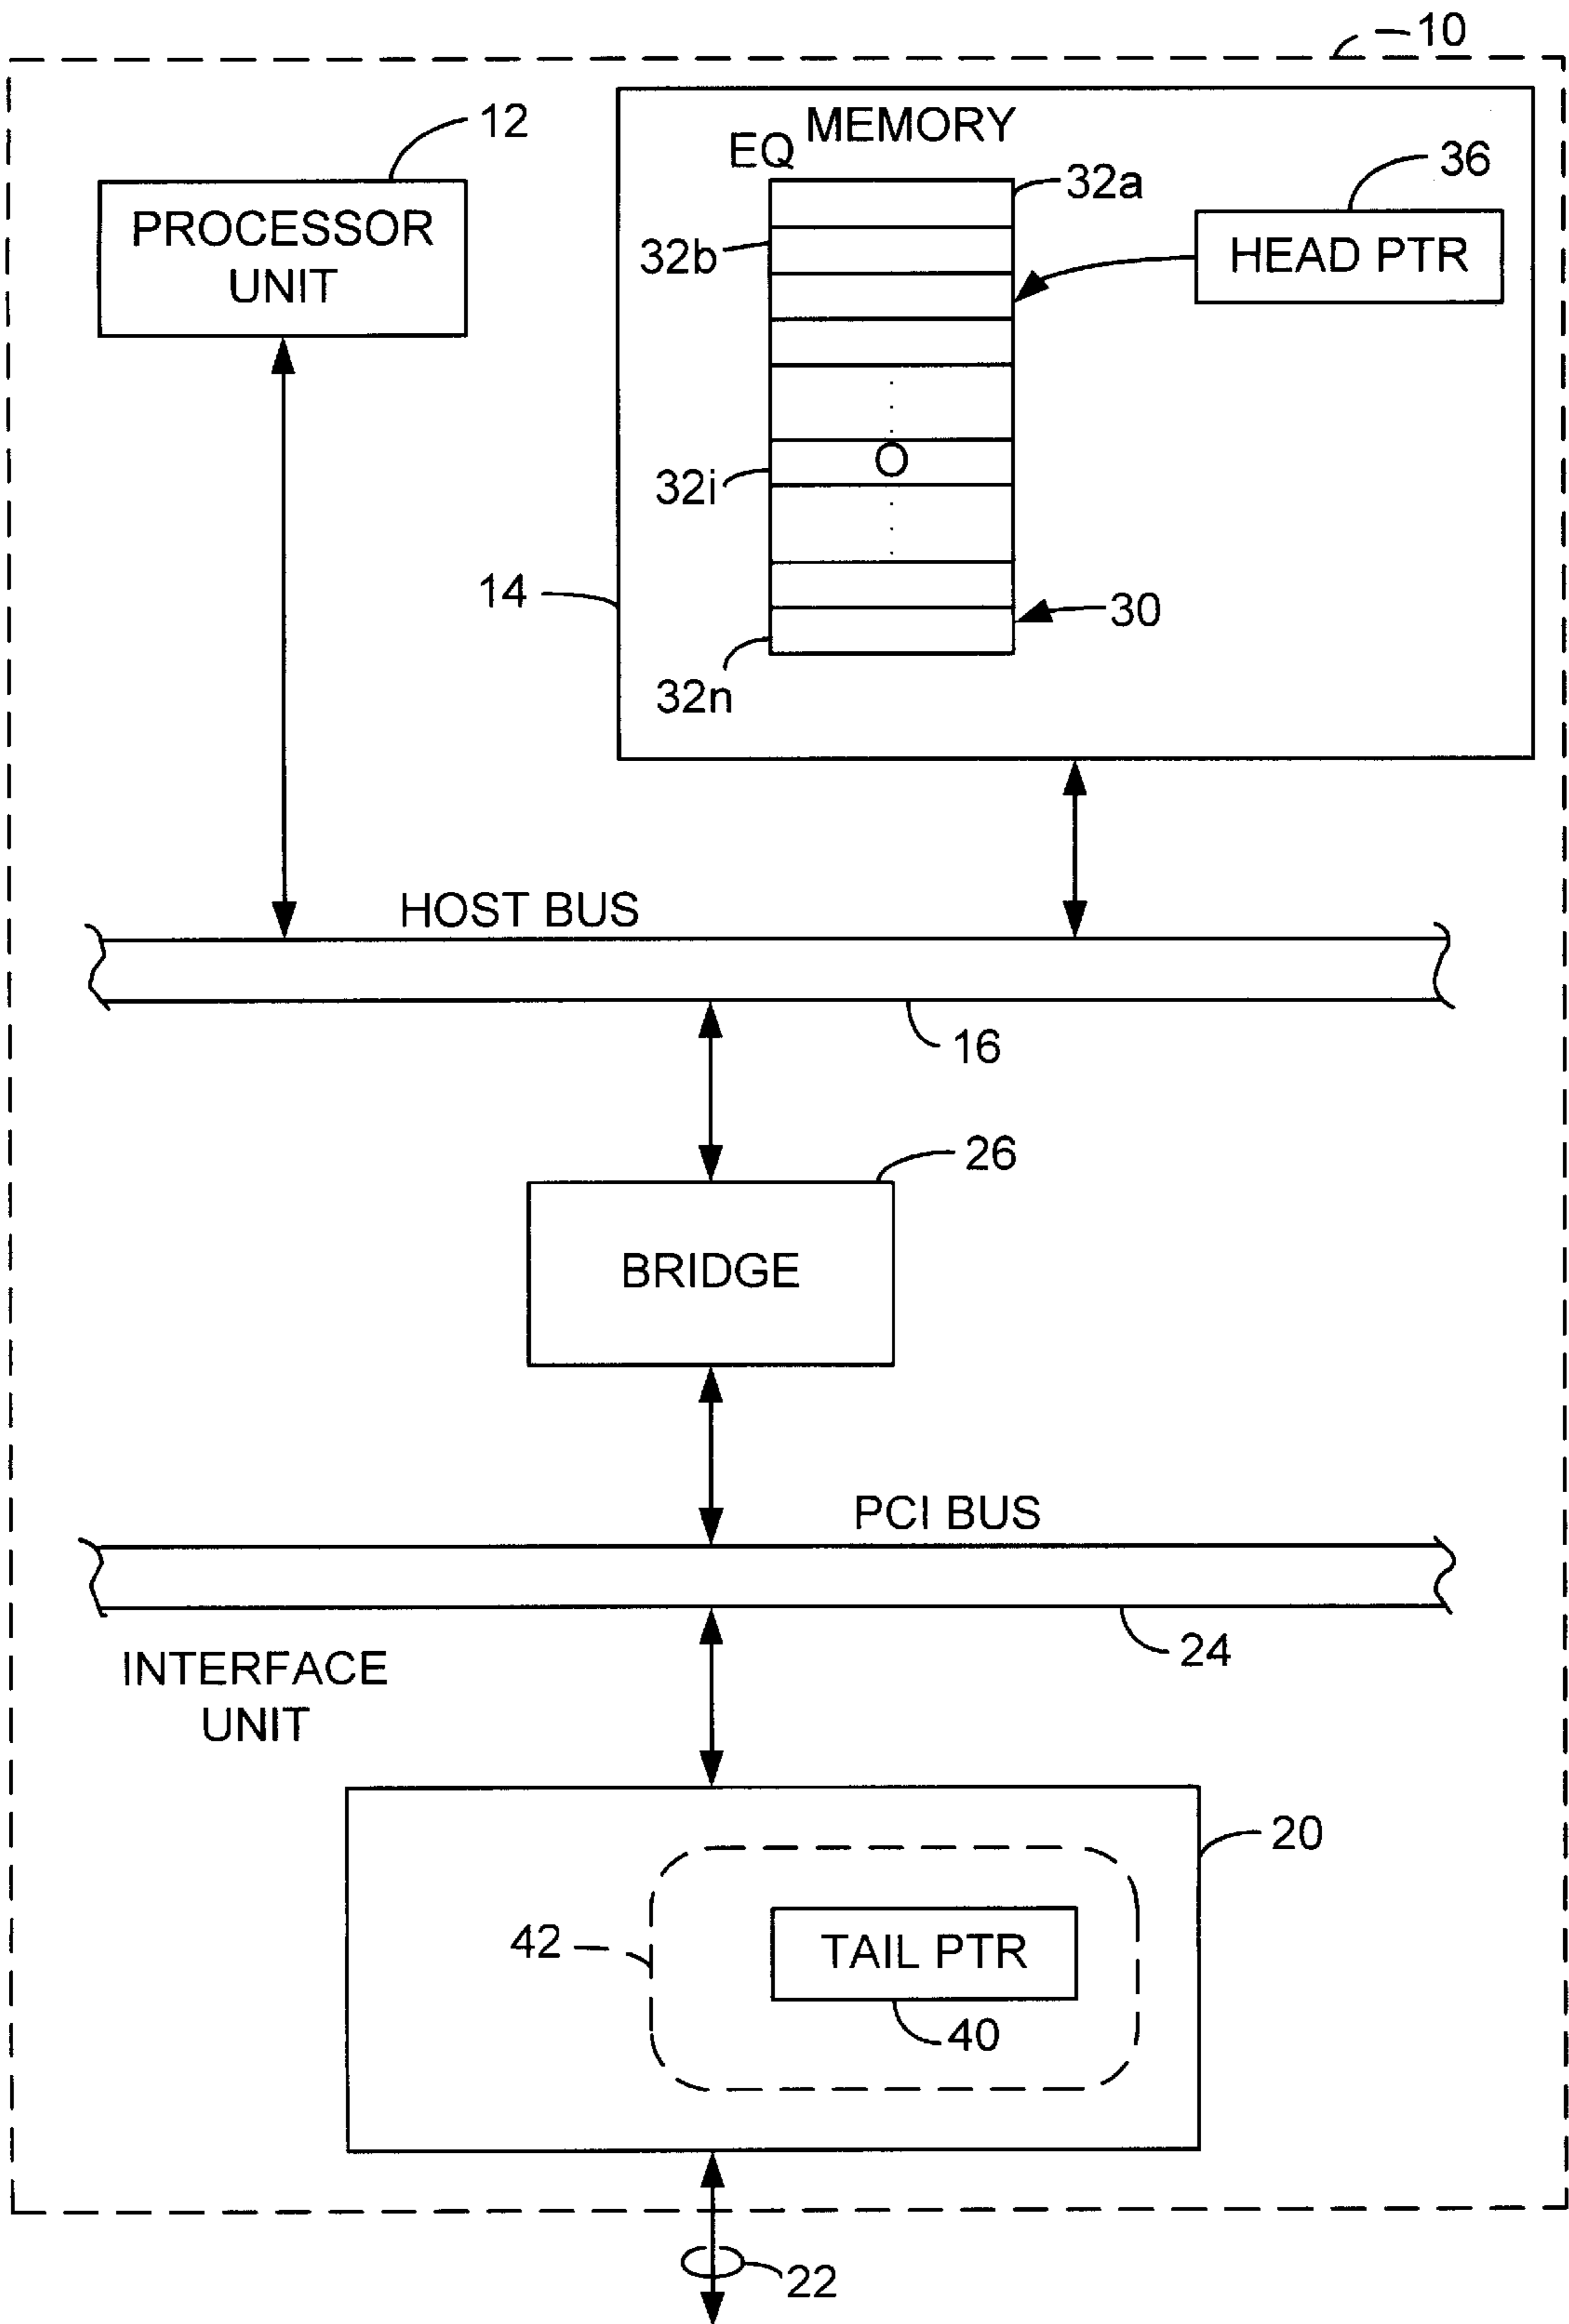 10
12
MEMORY
EQ
32a
36
PROCESSOR
UNIT
32b
HEAD PTR
O
32i
14
30
32n
HOST BUS
16
26
BRIDGE
PCI BUS
24
INTERFACE
UNIT
20
42
TAIL PTR
40
22